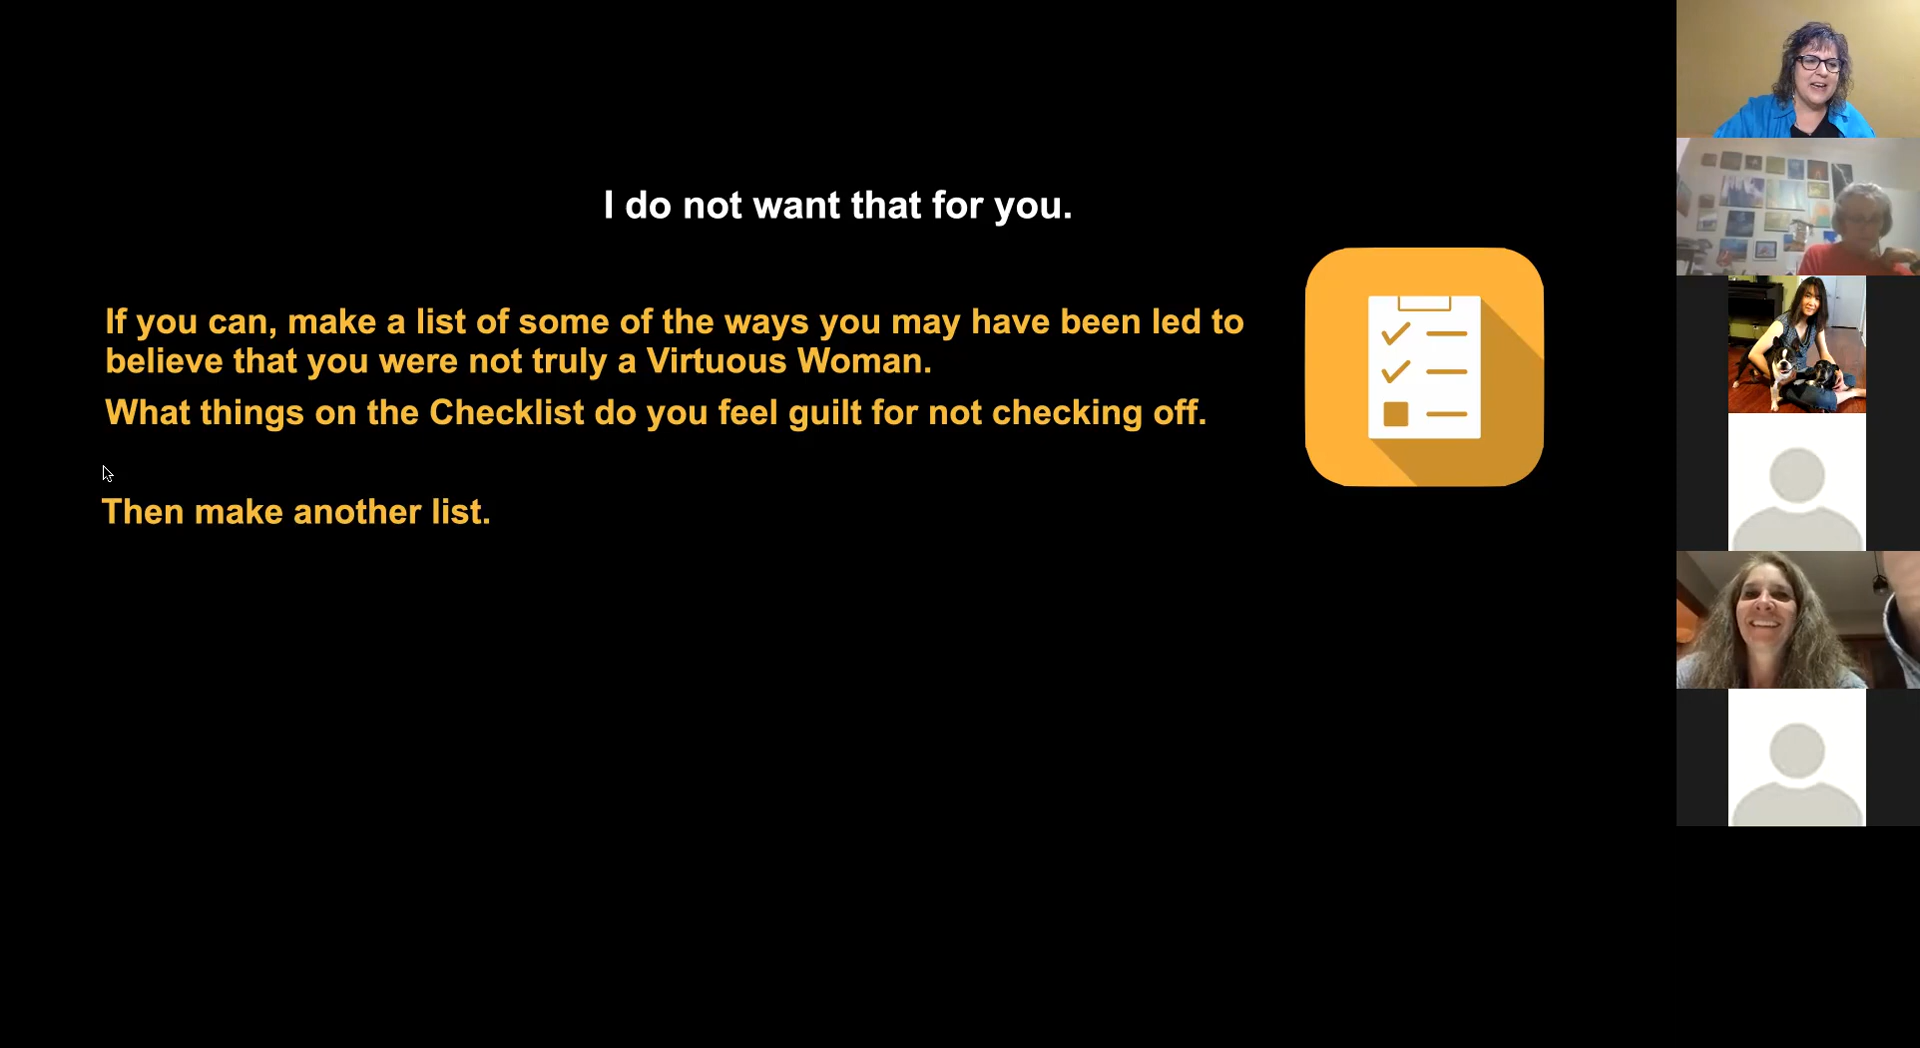 I do not want that for you.
If you can, make a list of some of the ways you may have been led to
believe that you were not truly a Virtuous Woman.
What things on the Checklist do you feel guilt for not checking off.
Then make another list.